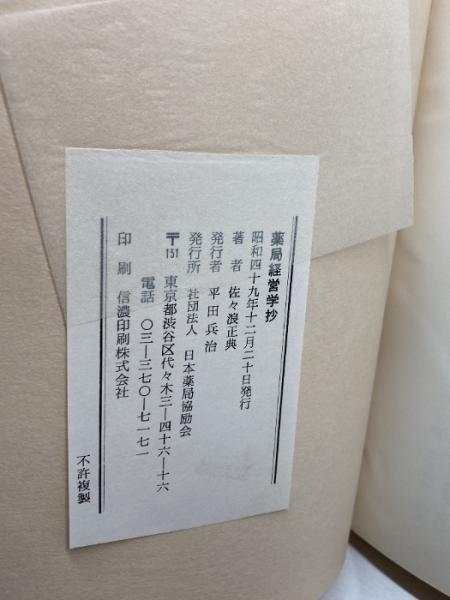 薬局経営学抄
昭和四十九年十二月二十日発行
著者 佐々浪正典
発行者 平田兵治
発行所 社団法人 日本薬局協励会
〒151 東京都渋谷区代々木三―四十六―十六
電話 〇三―三七〇―七一七一
印刷 信濃印刷株式会社
不許複製